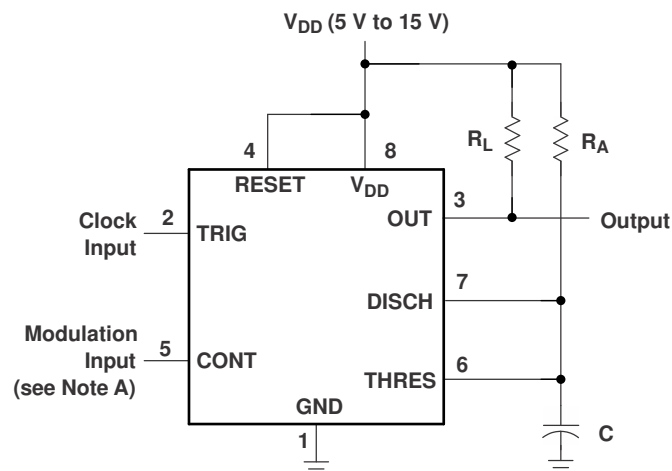 VDD (5 V to 15 V)
RL
RA
4
8
RESET
VDD
3
OUT
Output
Clock
Input
2
TRIG
7
DISCH
Modulation
Input
(see Note A)
5
CONT
6
THRES
GND
1
C